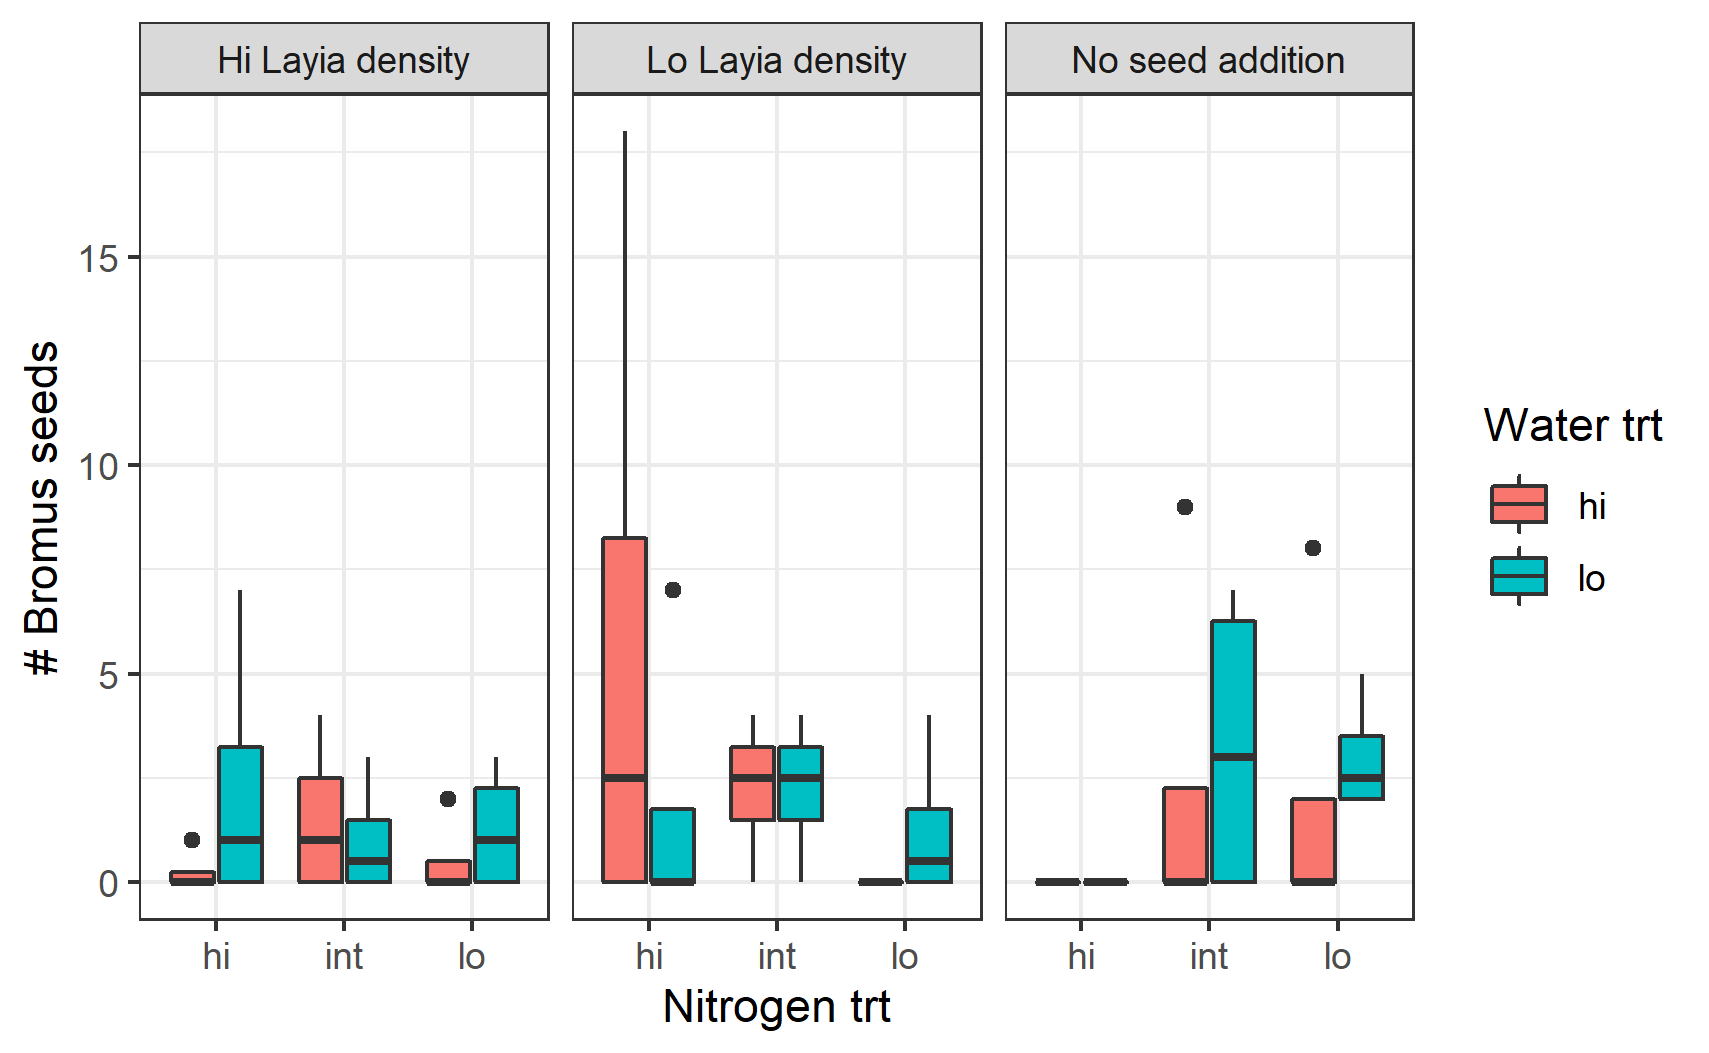 Hi Layia density
Lo Layia density
No seed addition
# Bromus seeds
15
10
5
0
hi int lo
hi int lo
hi int lo
Nitrogen trt
Water trt
hi
lo